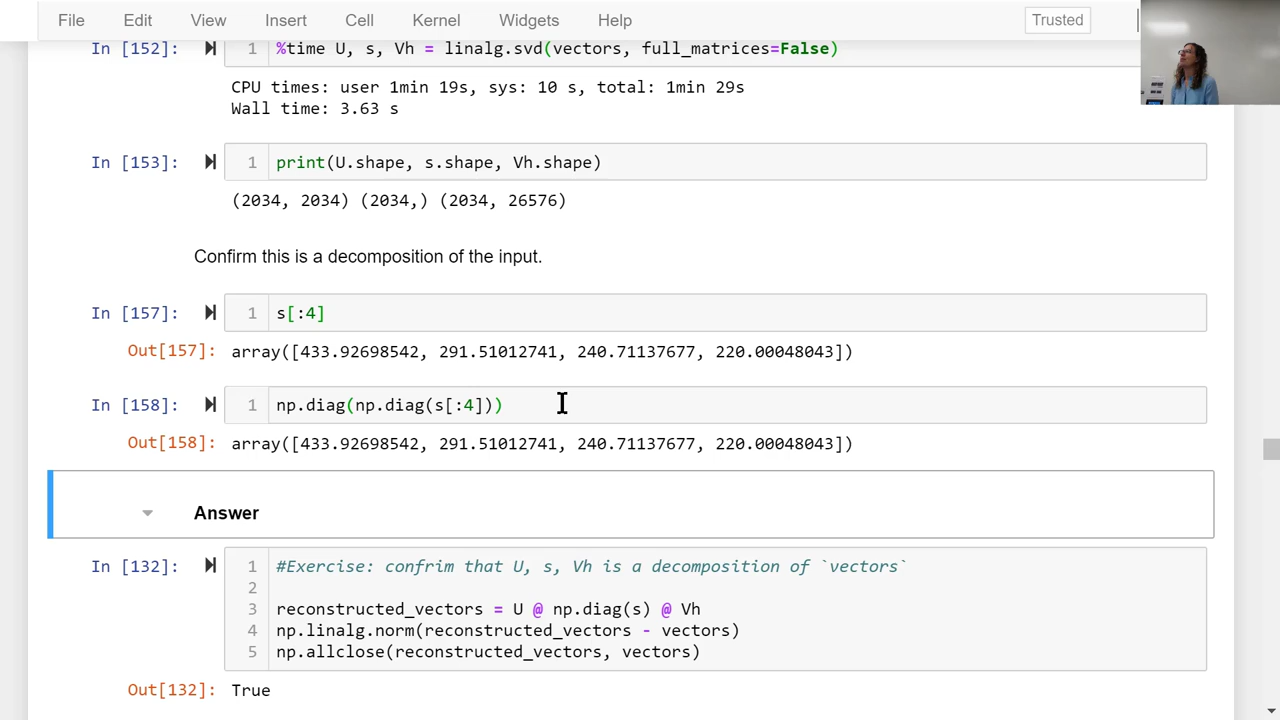 File Edit View Insert Cell Kernel Widgets Help Trusted
In [152]: 1 %time U, s, Vh = linalg.svd(vectors, full_matrices=False)
CPU times: user 1min 19s, sys: 10 s, total: 1min 29s
Wall time: 3.63 s
In [153]: 1 print(U.shape, s.shape, Vh.shape)
(2034, 2034) (2034,) (2034, 26576)
Confirm this is a decomposition of the input.
In [157]: 1 s[:4]
Out[157]: array([433.92698542, 291.51012741, 240.71137677, 220.00048043])
In [158]: 1 np.diag(np.diag(s[:4]))
Out[158]: array([433.92698542, 291.51012741, 240.71137677, 220.00048043])
Answer
In [132]: 1 #Exercise: confrim that U, s, Vh is a decomposition of `vectors`
2
3 reconstructed_vectors = U @ np.diag(s) @ Vh
4 np.linalg.norm(reconstructed_vectors - vectors)
5 np.allclose(reconstructed_vectors, vectors)
Out[132]: True